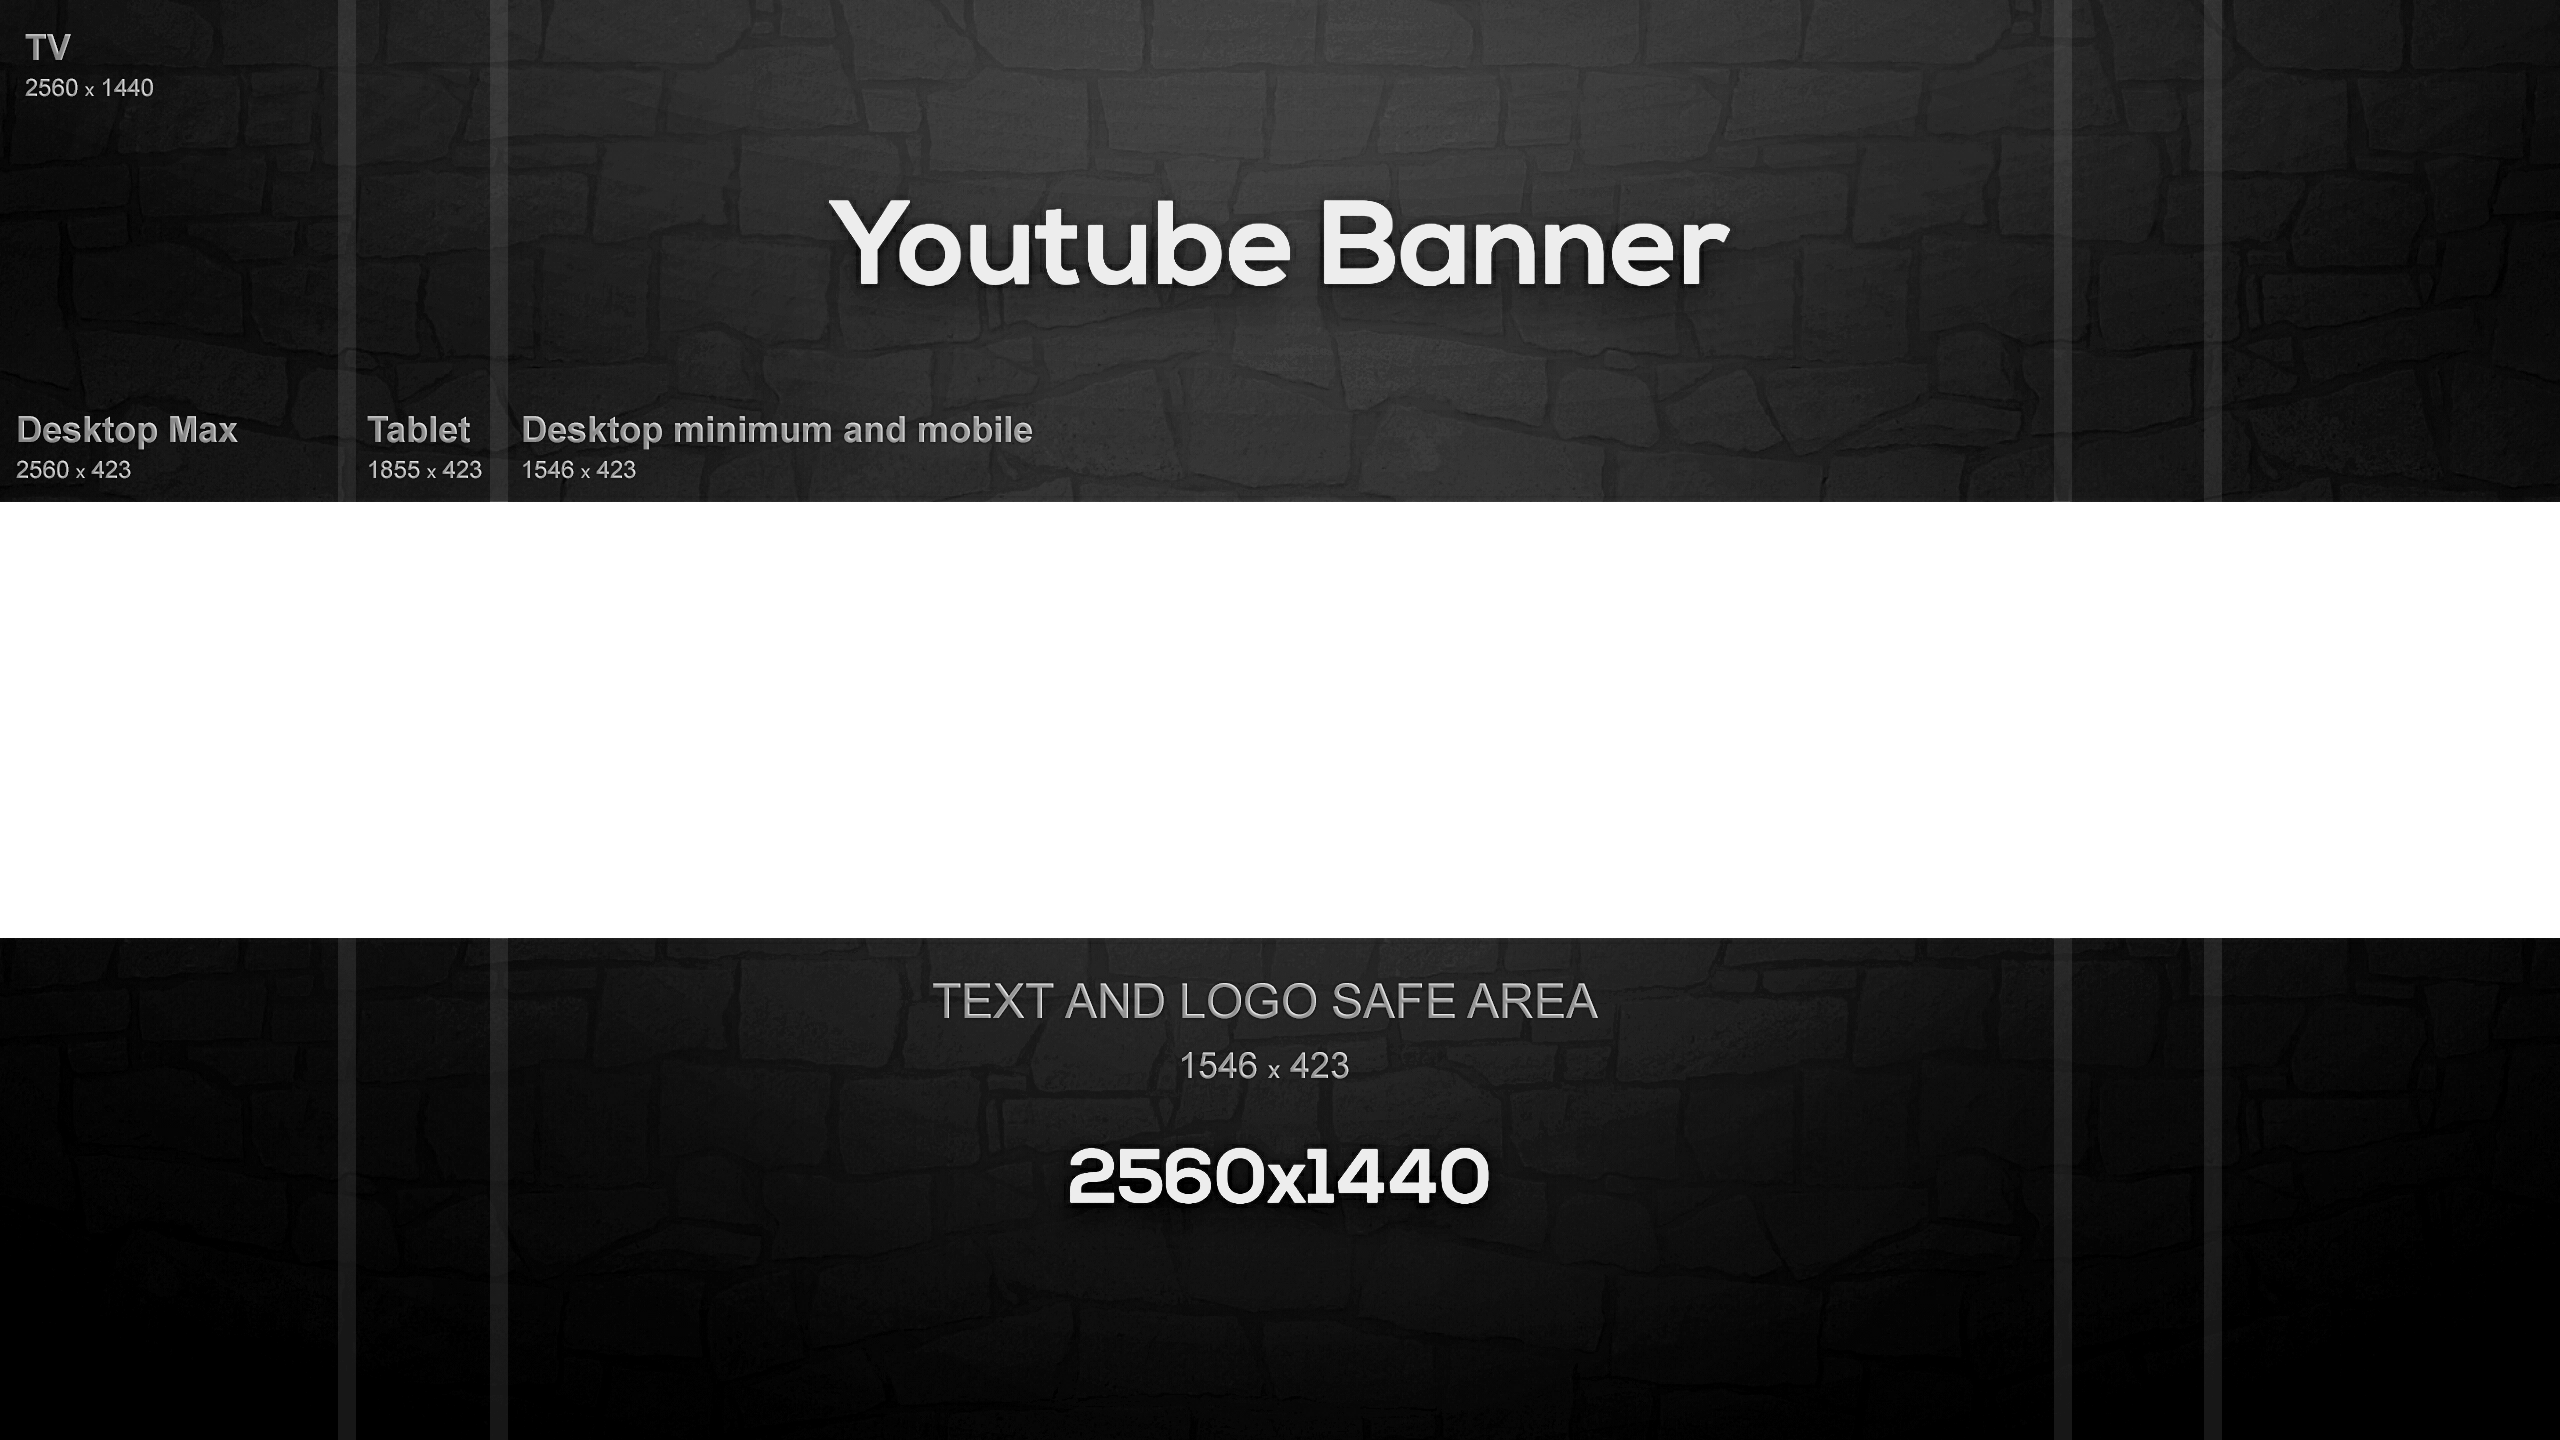 TV
2560 x 1440
Youtube Banner
Desktop Max
2560 x 423
Tablet
1855 x 423
Desktop minimum and mobile
1546 x 423
TEXT AND LOGO SAFE AREA
1546 x 423
2560x1440